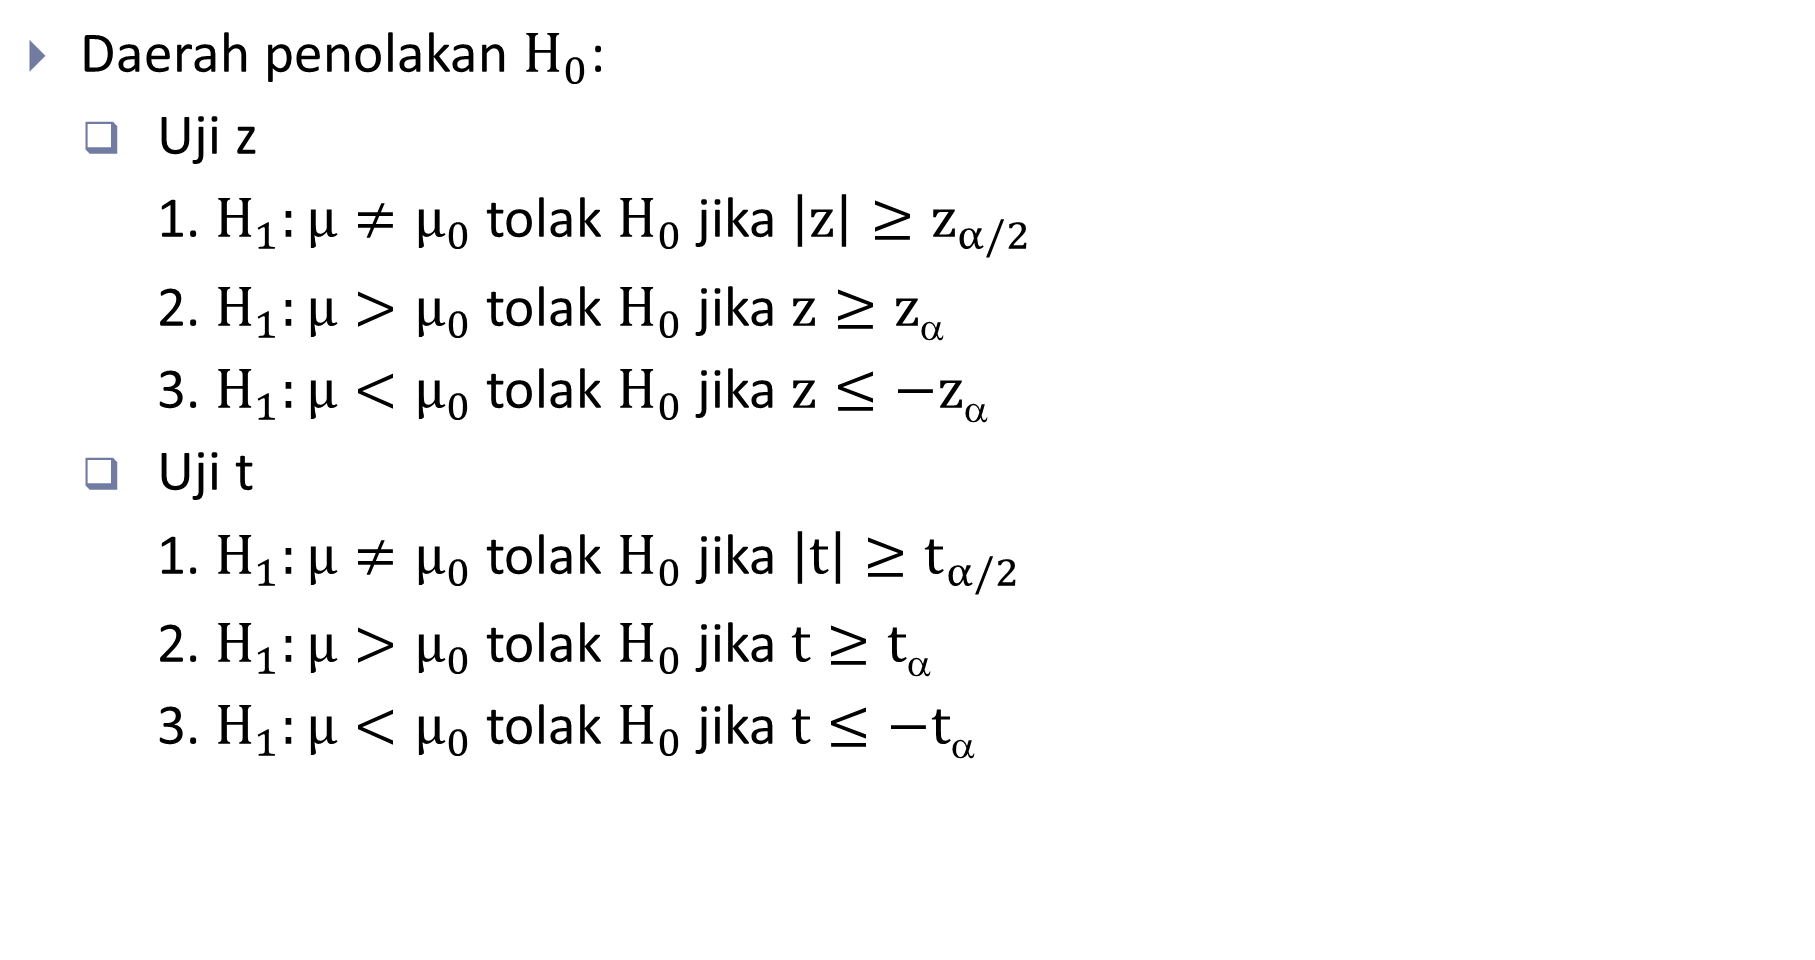 Daerah penolakan H₀:
Uji z
1. H₁: μ ≠ μ₀ tolak H₀ jika |z| ≥ z_α/2
2. H₁: μ > μ₀ tolak H₀ jika z ≥ z_α
3. H₁: μ < μ₀ tolak H₀ jika z ≤ −z_α
Uji t
1. H₁: μ ≠ μ₀ tolak H₀ jika |t| ≥ t_α/2
2. H₁: μ > μ₀ tolak H₀ jika t ≥ t_α
3. H₁: μ < μ₀ tolak H₀ jika t ≤ −t_α